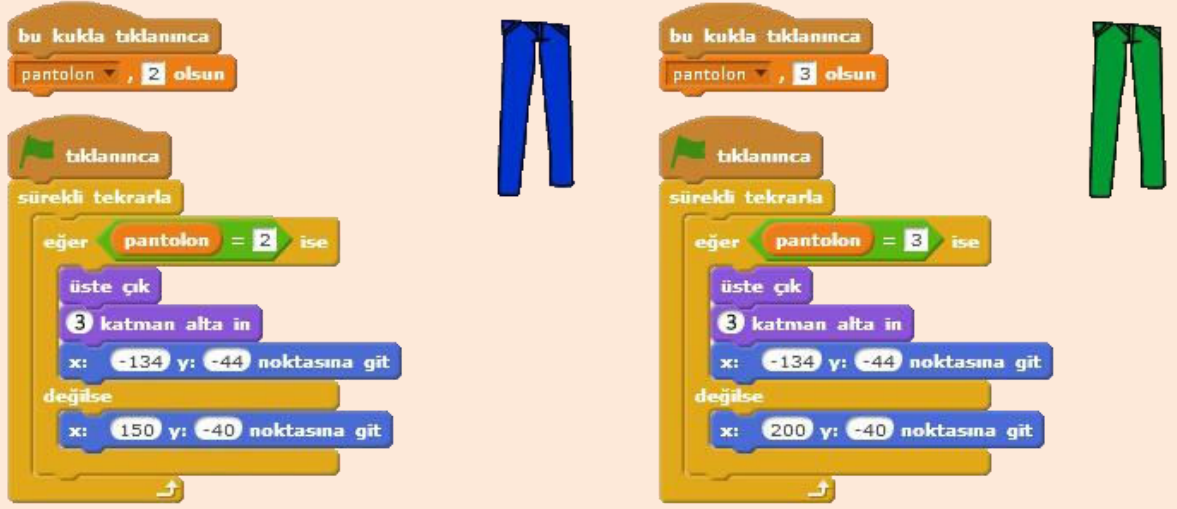 bu kukla tıklanınca
pantolon , 2 olsun
tıklanınca
sürekli tekrarla
eğer pantolon = 2 ise
üste çık
3 katman alta in
x: -134 y: -44 noktasına git
değilse
x: 150 y: -40 noktasına git
bu kukla tıklanınca
pantolon , 3 olsun
tıklanınca
sürekli tekrarla
eğer pantolon = 3 ise
üste çık
3 katman alta in
x: -134 y: -44 noktasına git
değilse
x: 200 y: -40 noktasına git